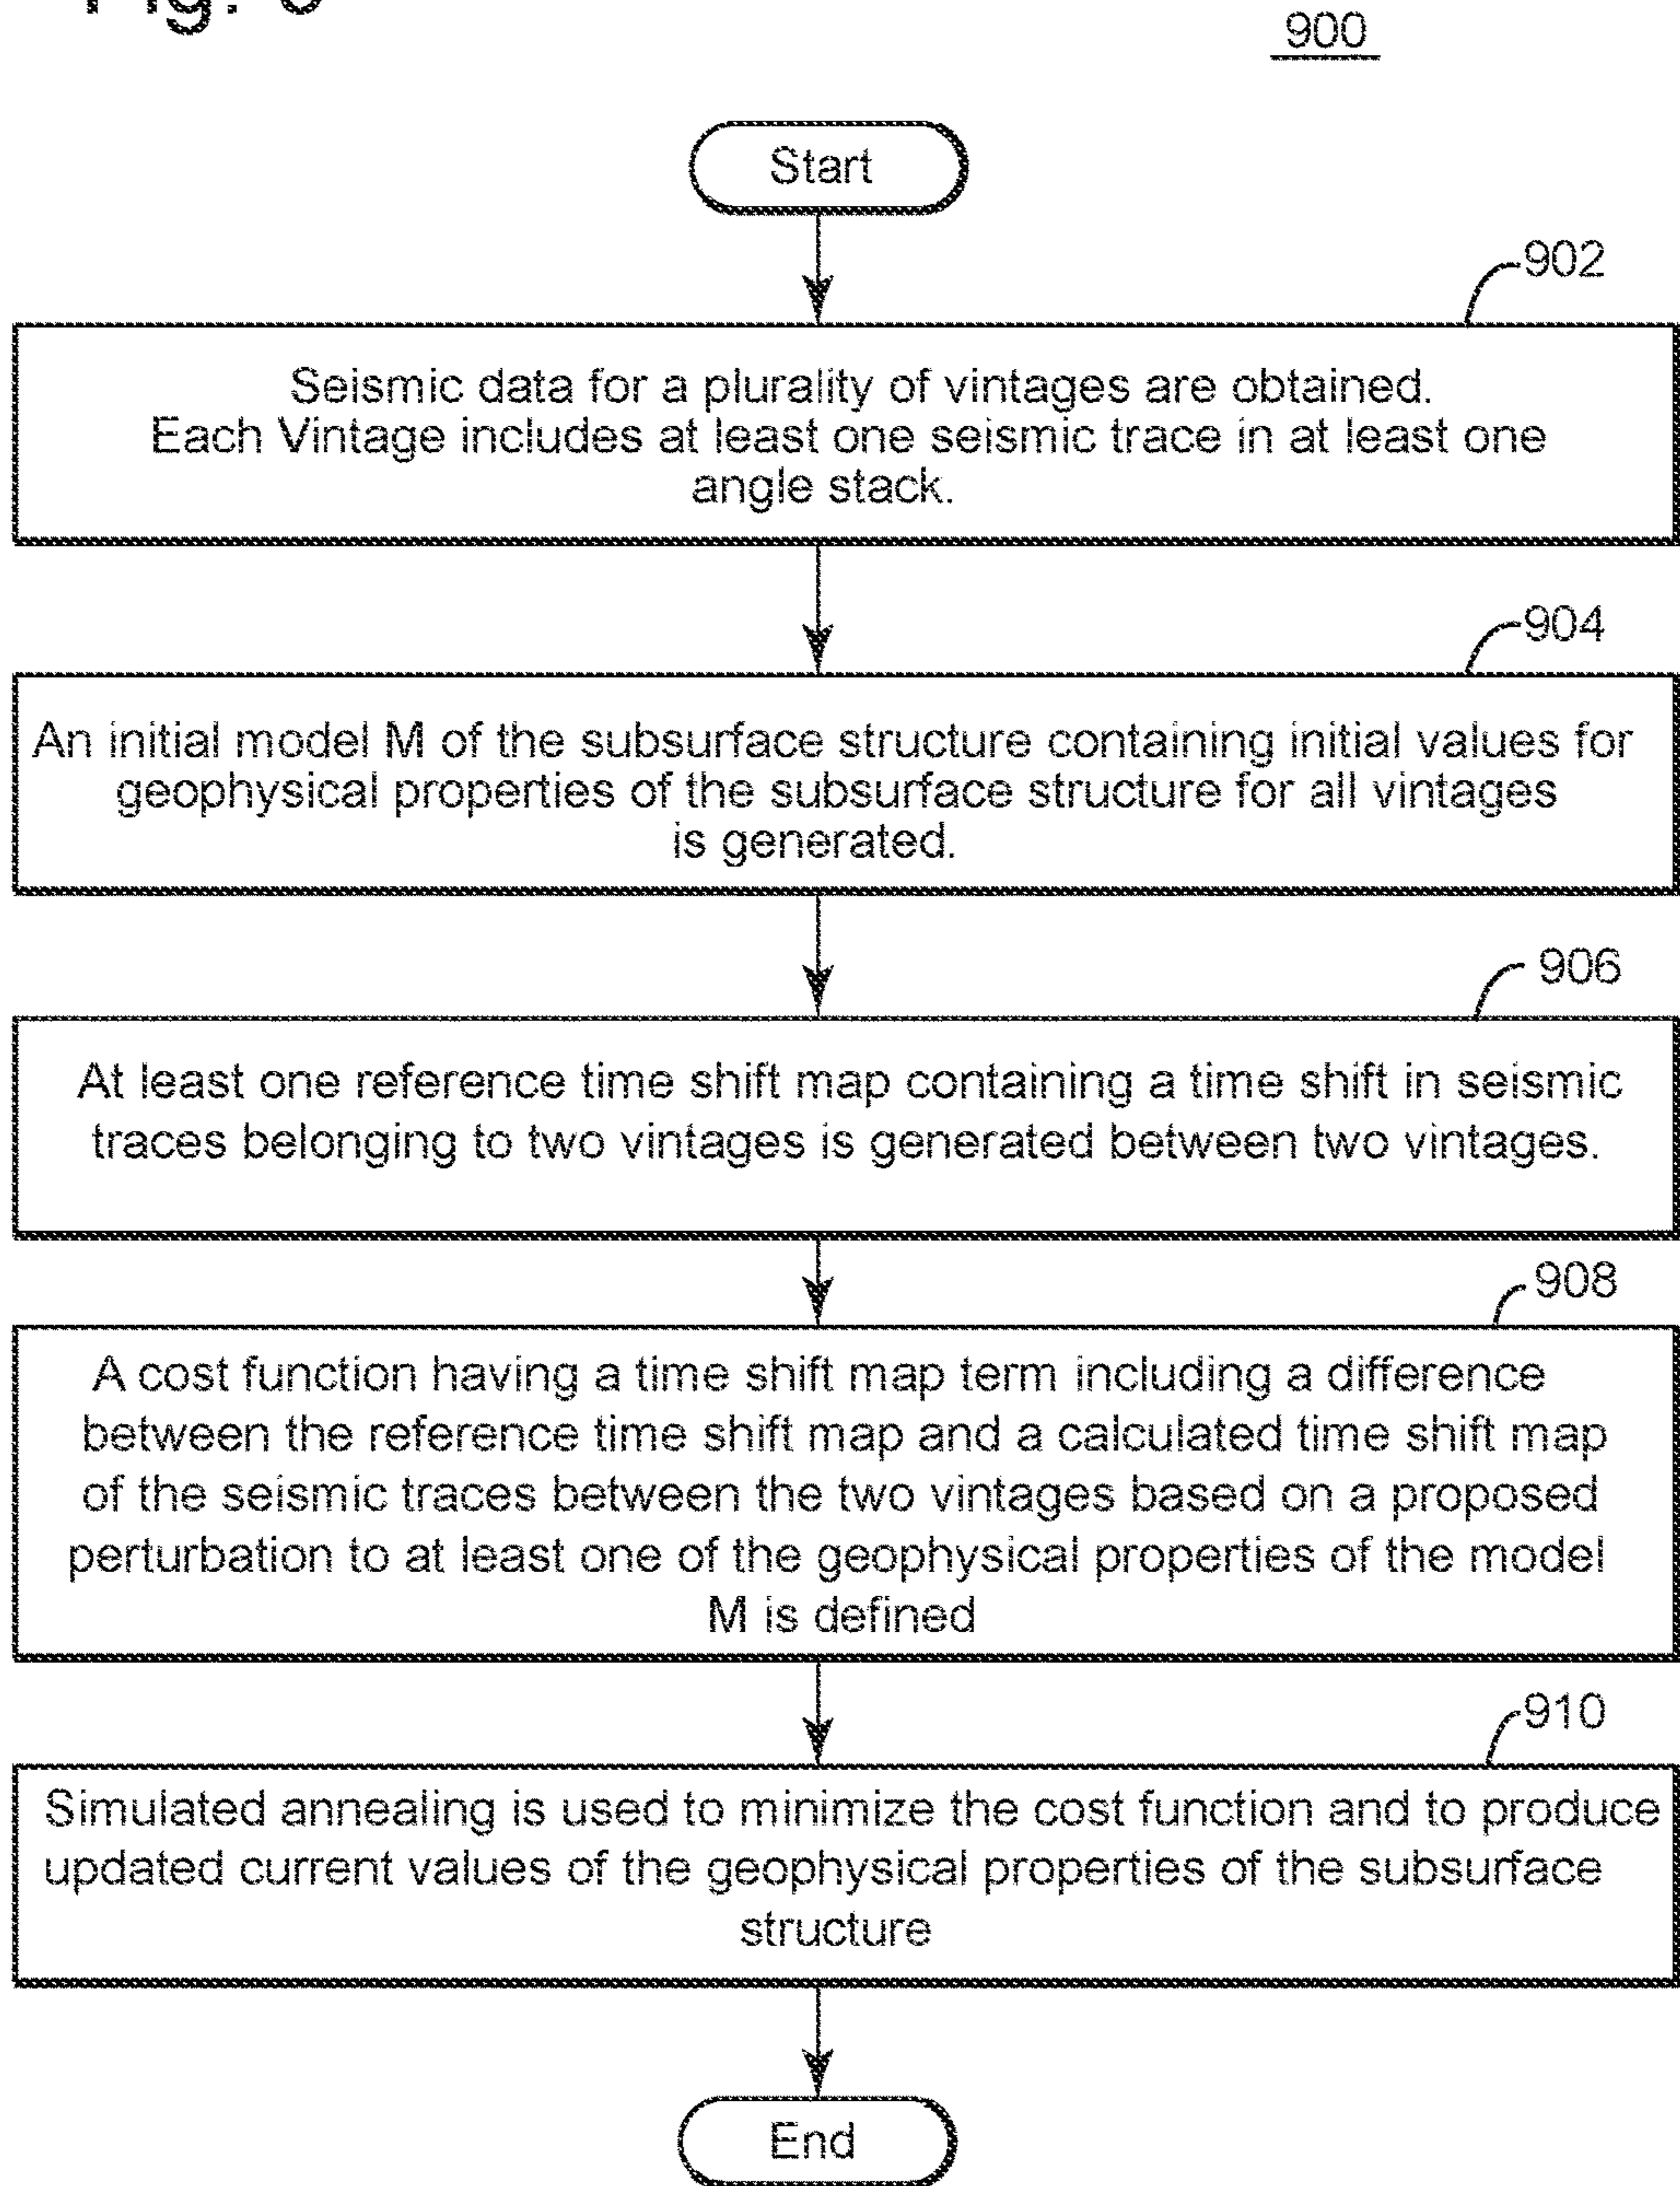 Fig.
900
Start
902
Seismic data for a plurality of vintages are obtained.
Each Vintage includes at least one seismic trace in at least one
angle stack.
904
An initial model M of the subsurface structure containing initial values for
geophysical properties of the subsurface structure for all vintages
is generated.
906
At least one reference time shift map containing a time shift in seismic
traces belonging to two vintages is generated between two vintages.
908
A cost function having a time shift map term including a difference
between the reference time shift map and a calculated time shift map
of the seismic traces between the two vintages based on a proposed
perturbation to at least one of the geophysical properties of the model
M is defined
910
Simulated annealing is used to minimize the cost function and to produce
updated current values of the geophysical properties of the subsurface
structure
End